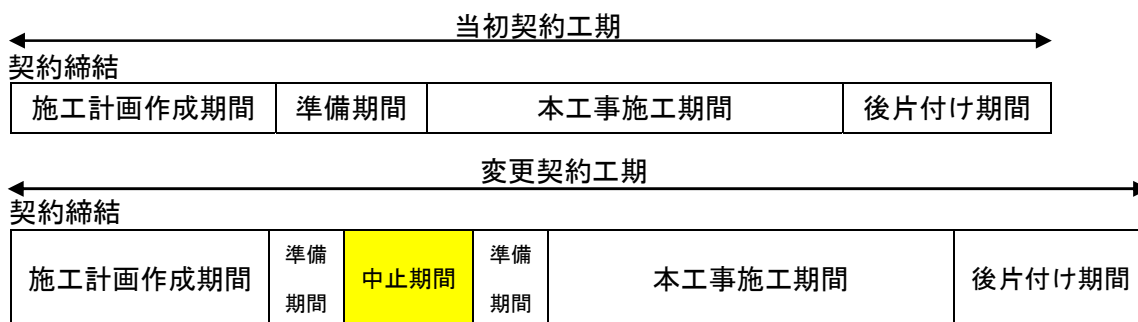 当初契約工期
契約締結
施工計画作成期間 準備期間 本工事施工期間 後片付け期間
変更契約工期
契約締結
施工計画作成期間 準備期間 中止期間 準備期間 本工事施工期間 後片付け期間